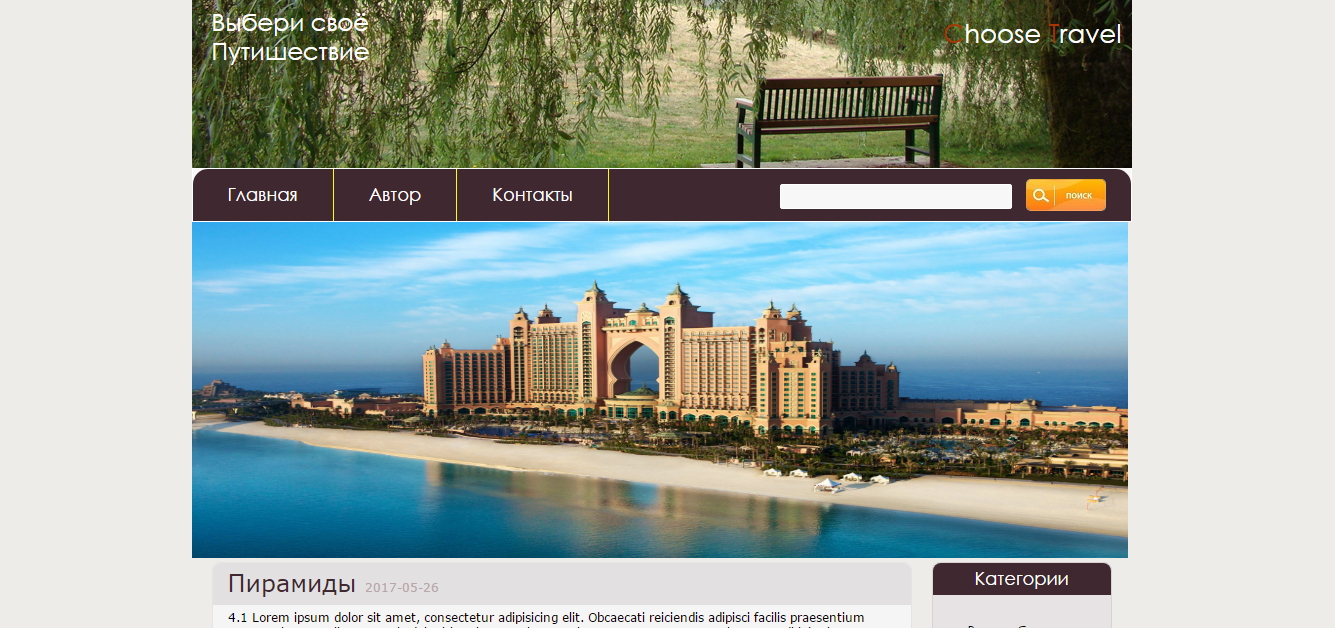 Выбери своё
Путишествие
Choose Travel
Главная
Автор
Контакты
поиск
Пирамиды 2017-05-26
Категории
4.1 Lorem ipsum dolor sit amet, consectetur adipisicing elit. Obcaecati reiciendis adipisci facilis praesentium